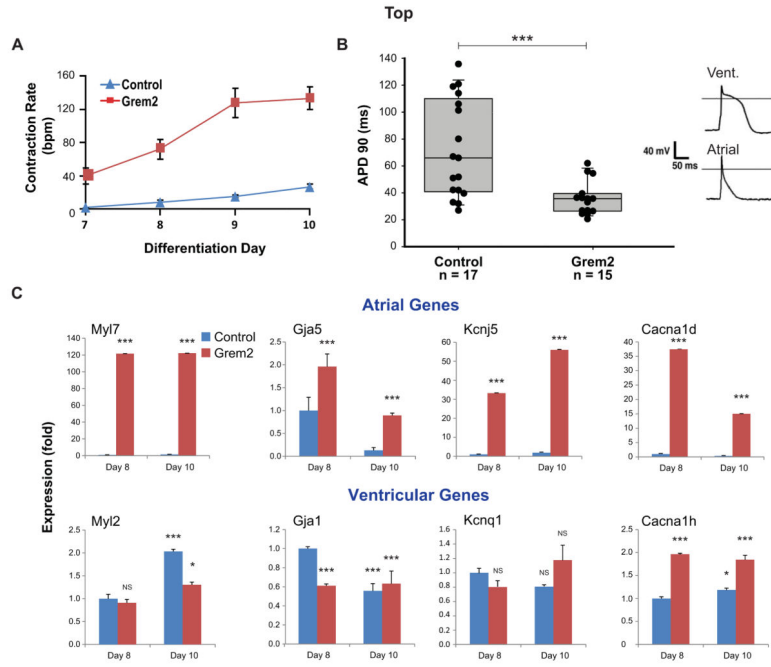 Top
A
Contraction Rate
(bpm)
160
120
80
40
0
Control
Grem2
7
8
9
10
Differentiation Day
B
***
APD 90 (ms)
140
120
100
80
60
40
20
0
Control
n = 17
Grem2
n = 15
Vent.
40 mV
50 ms
Atrial
C
Expression (fold)
Atrial Genes
Myl7
Control
Grem2
120
100
80
60
40
20
0
***
***
Day 8
Day 10
Gja5
2.5
2.0
1.5
1.0
0.5
0.0
***
***
Day 8
Day 10
Kcnj5
60
50
40
30
20
10
0
***
***
Day 8
Day 10
Cacna1d
40
35
30
25
20
15
10
5
0
***
***
Day 8
Day 10
Ventricular Genes
Myl2
2.5
2.0
1.5
1.0
0.5
0.0
NS
***
*
Day 8
Day 10
Gja1
1.2
1.0
0.8
0.6
0.4
0.2
0.0
***
***
***
Day 8
Day 10
Kcnq1
1.6
1.4
1.2
1.0
0.8
0.6
0.4
0.2
0.0
NS
NS
NS
Day 8
Day 10
Cacna1h
2.5
2.0
1.5
1.0
0.5
0.0
***
*
***
Day 8
Day 10